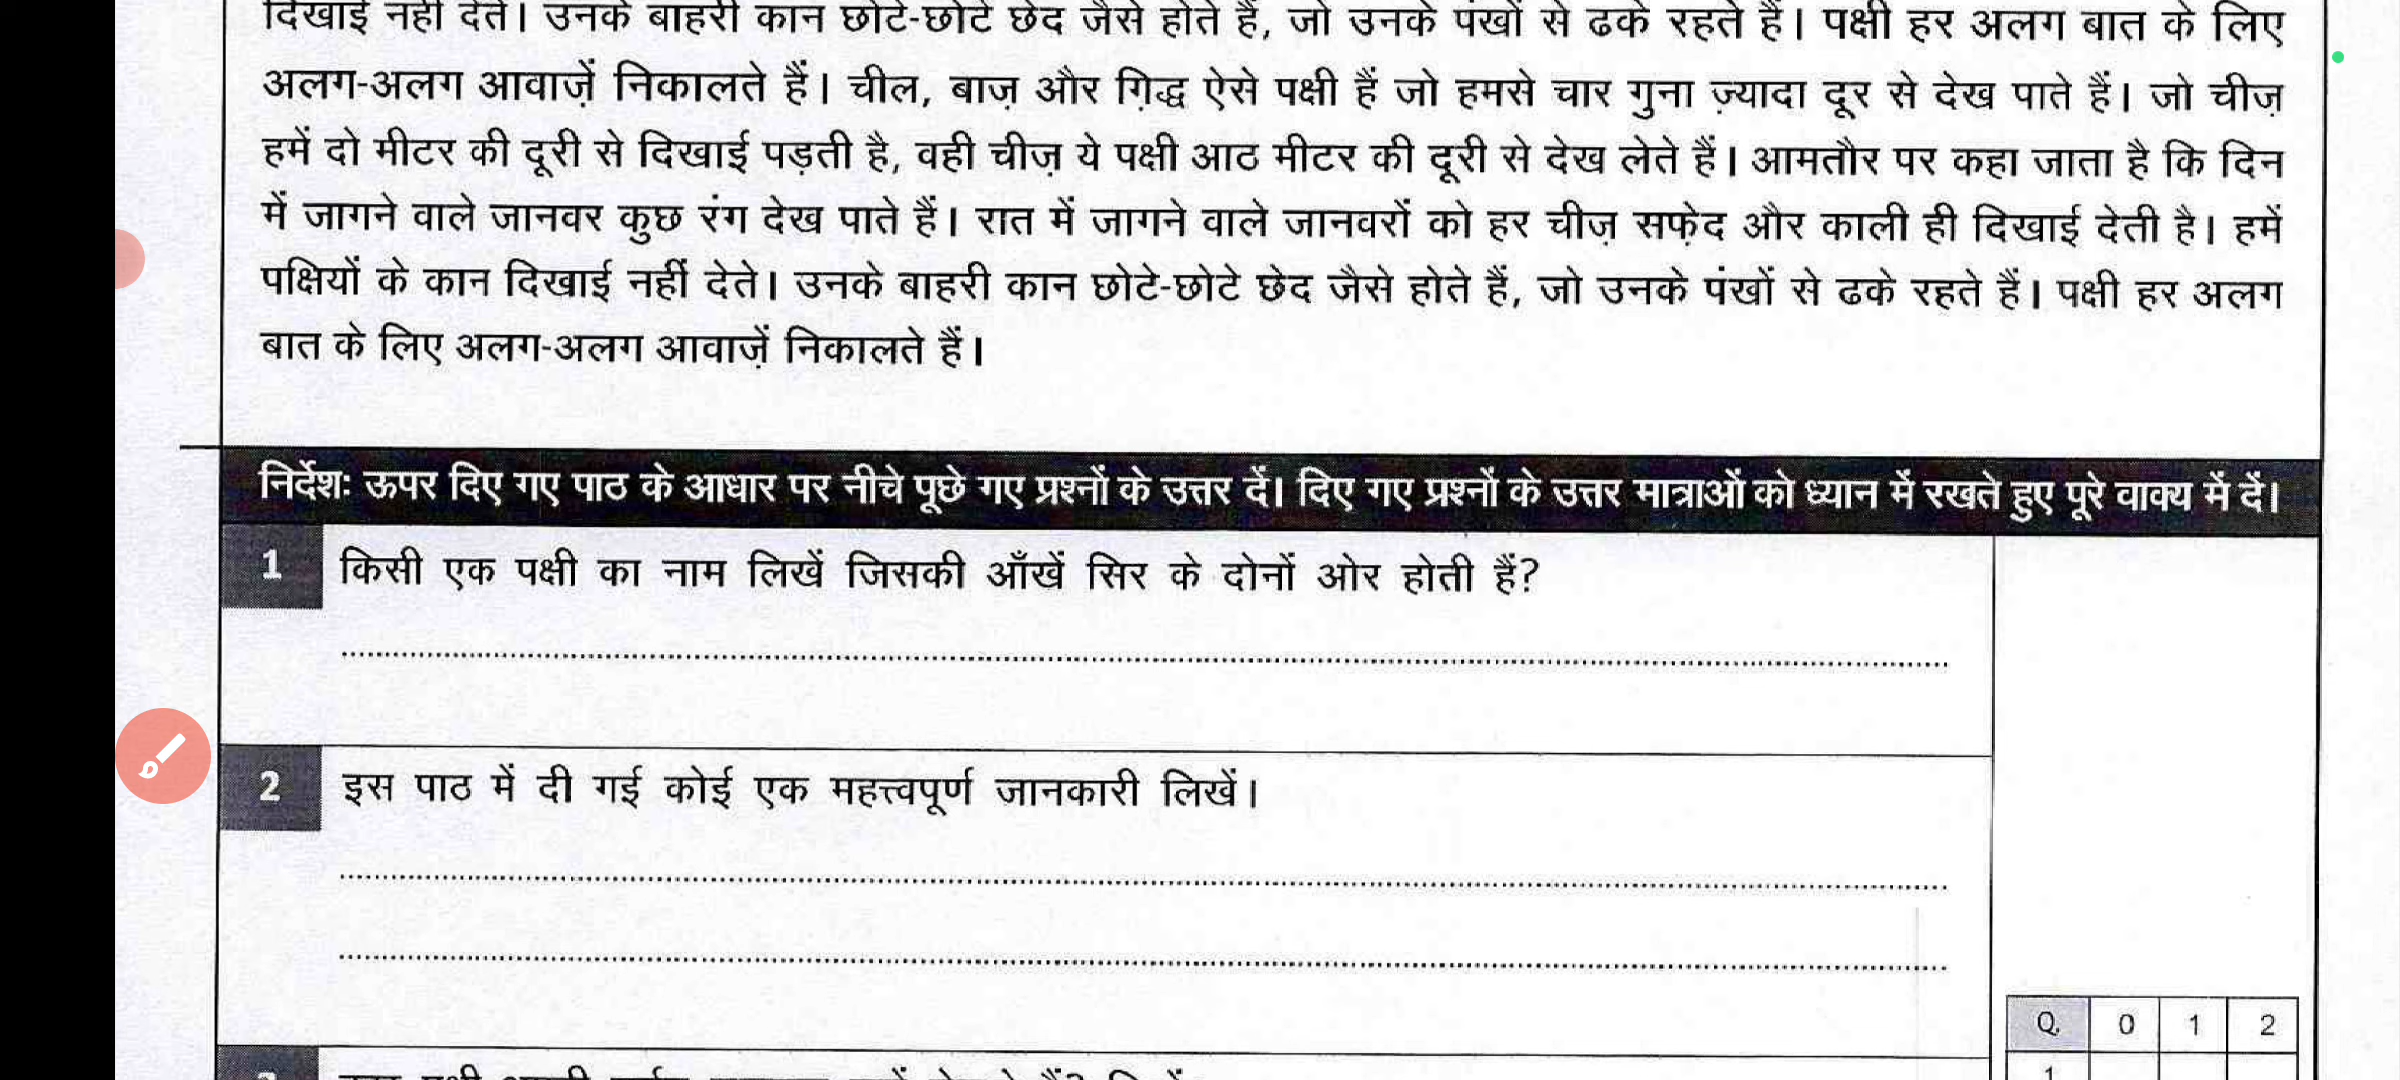 दिखाई नहीं देते। उनके बाहरी कान छोटे-छोटे छेद जैसे होते हैं, जो उनके पंखों से ढके रहते हैं। पक्षी हर अलग बात के लिए
अलग-अलग आवाज़ें निकालते हैं। चील, बाज़ और ग़िद्ध ऐसे पक्षी हैं जो हमसे चार गुना ज़्यादा दूर से देख पाते हैं। जो चीज़
हमें दो मीटर की दूरी से दिखाई पड़ती है, वही चीज़ ये पक्षी आठ मीटर की दूरी से देख लेते हैं। आमतौर पर कहा जाता है कि दिन
में जागने वाले जानवर कुछ रंग देख पाते हैं। रात में जागने वाले जानवरों को हर चीज़ सफ़ेद और काली ही दिखाई देती है। हमें
पक्षियों के कान दिखाई नहीं देते। उनके बाहरी कान छोटे-छोटे छेद जैसे होते हैं, जो उनके पंखों से ढके रहते हैं। पक्षी हर अलग
बात के लिए अलग-अलग आवाज़ें निकालते हैं।
निर्देशः ऊपर दिए गए पाठ के आधार पर नीचे पूछे गए प्रश्नों के उत्तर दें। दिए गए प्रश्नों के उत्तर मात्राओं को ध्यान में रखते हुए पूरे वाक्य में दें।
1 किसी एक पक्षी का नाम लिखें जिसकी आँखें सिर के दोनों ओर होती हैं?
2 इस पाठ में दी गई कोई एक महत्त्वपूर्ण जानकारी लिखें।
Q. 0 1 2
1